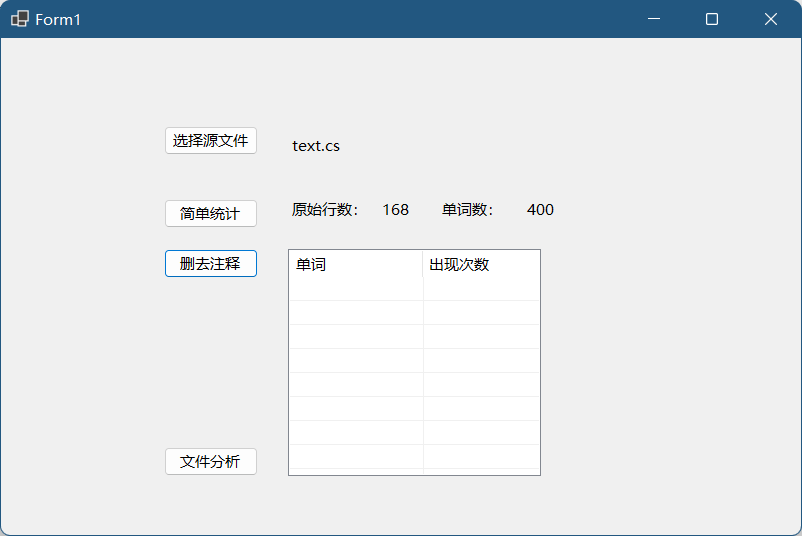 Form1
选择源文件 text.cs
简单统计 原始行数： 168 单词数： 400
删去注释
单词 出现次数
文件分析